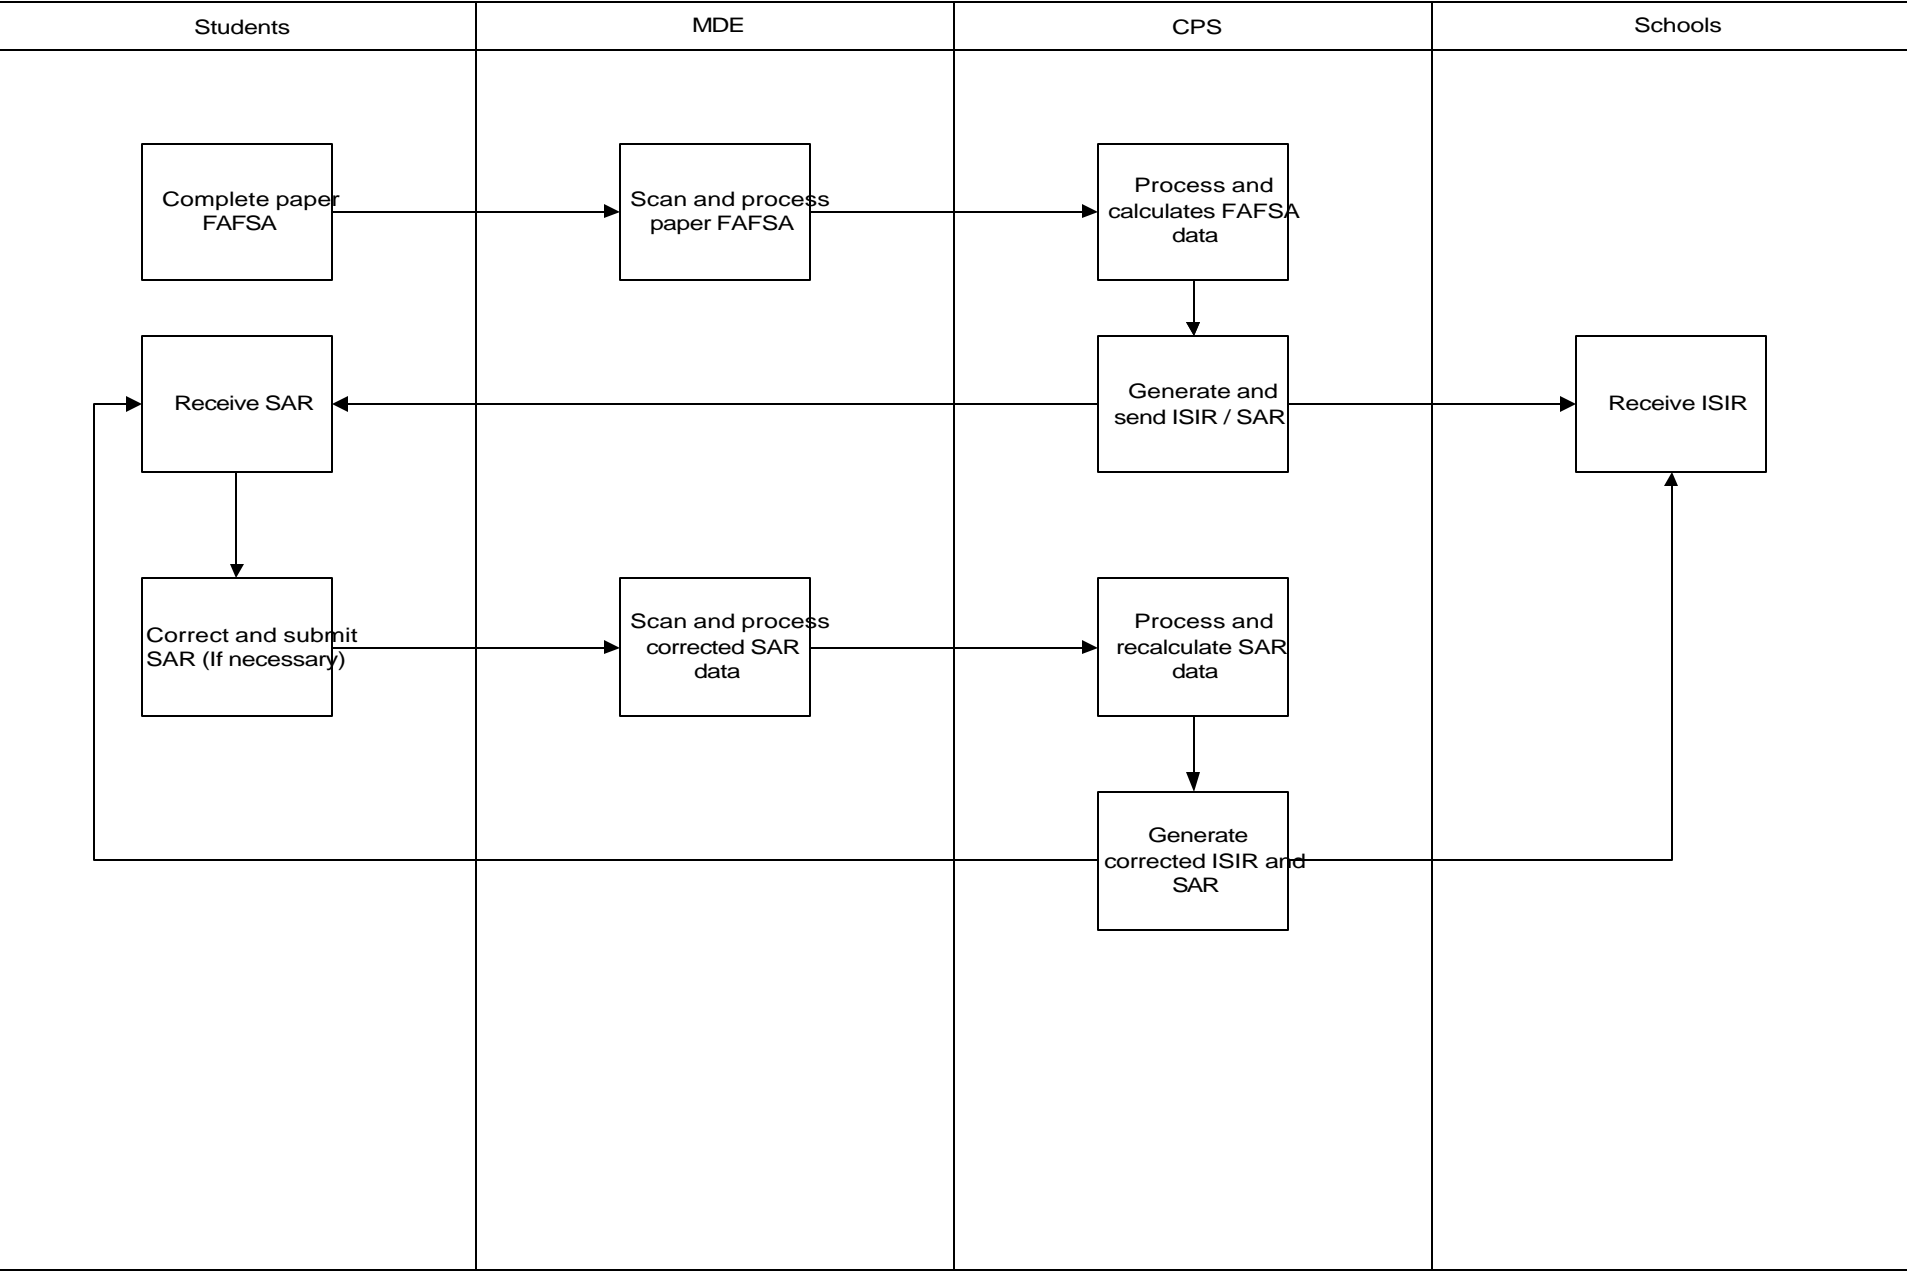 Students
MDE
CPS
Schools
Complete paper
FAFSA
Scan and process
paper FAFSA
Process and
calculates FAFSA
data
Receive SAR
Generate and
send ISIR / SAR
Receive ISIR
Correct and submit
SAR (If necessary)
Scan and process
corrected SAR
data
Process and
recalculate SAR
data
Generate
corrected ISIR and
SAR